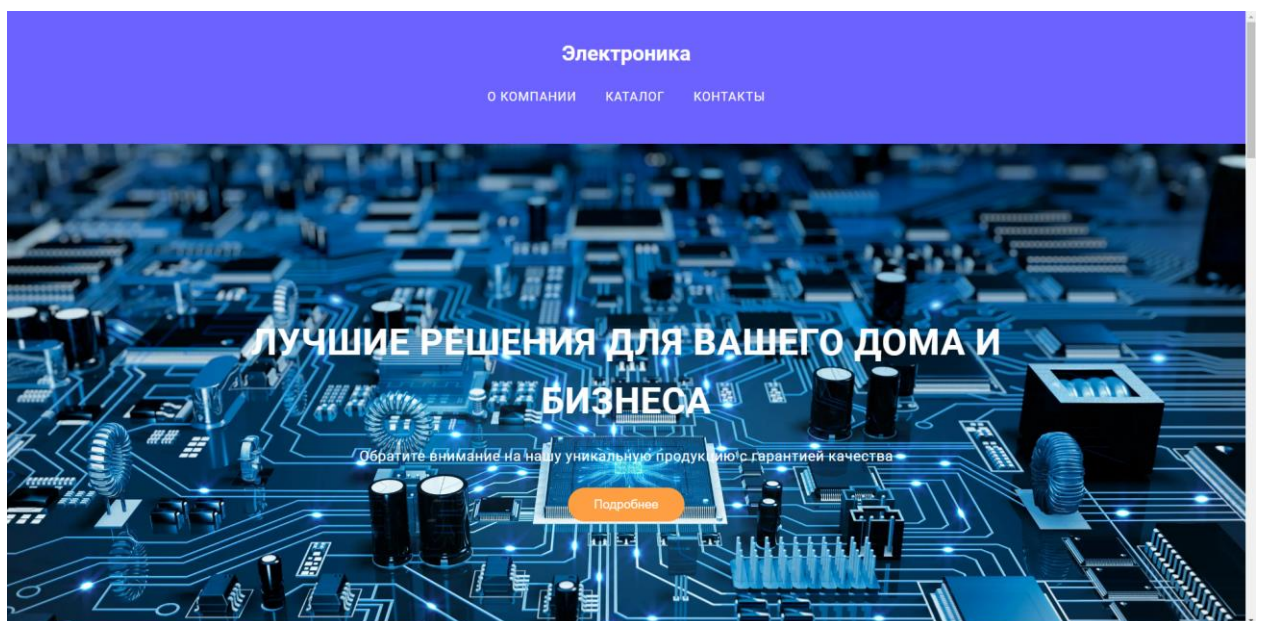 Электроника
О КОМПАНИИ КАТАЛОГ КОНТАКТЫ
ЛУЧШИЕ РЕШЕНИЯ ДЛЯ ВАШЕГО ДОМА И
БИЗНЕСА
Обратите внимание на нашу уникальную продукцию с гарантией качества
Подробнее